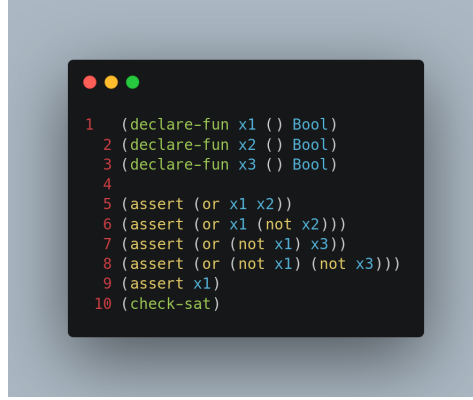 1 (declare-fun x1 () Bool)
2 (declare-fun x2 () Bool)
3 (declare-fun x3 () Bool)
4
5 (assert (or x1 x2))
6 (assert (or x1 (not x2)))
7 (assert (or (not x1) x3))
8 (assert (or (not x1) (not x3)))
9 (assert x1)
10 (check-sat)